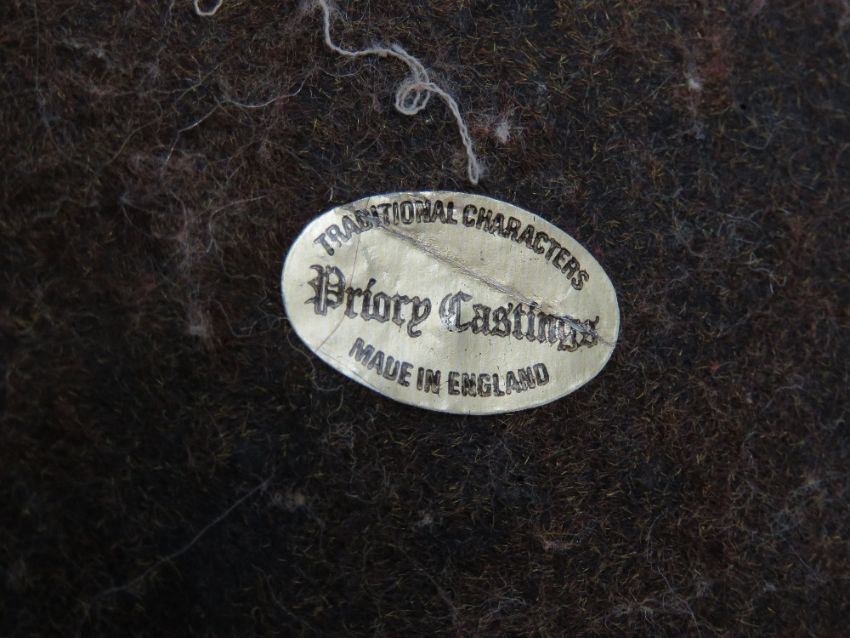 TRADITIONAL CHARACTERS
Priory Castings
MADE IN ENGLAND